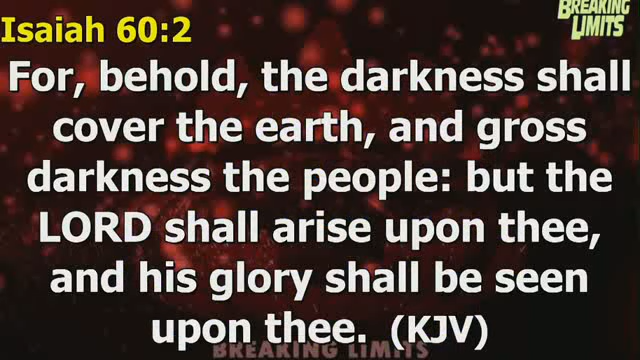 BREAKING
LIMITS
Isaiah 60:2
For, behold, the darkness shall
cover the earth, and gross
darkness the people: but the
LORD shall arise upon thee,
and his glory shall be seen
upon thee. (KJV)
BREAKING LIMITS